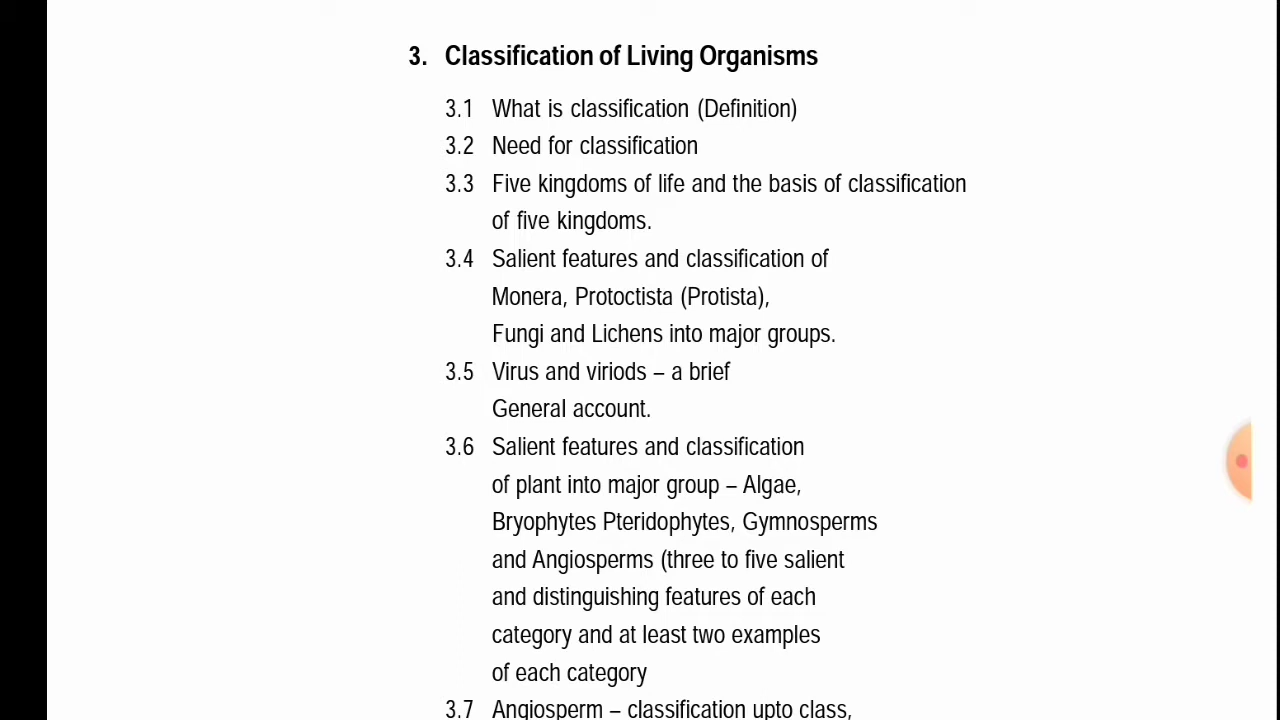 3. Classification of Living Organisms
3.1 What is classification (Definition)
3.2 Need for classification
3.3 Five kingdoms of life and the basis of classification
of five kingdoms.
3.4 Salient features and classification of
Monera, Protoctista (Protista),
Fungi and Lichens into major groups.
3.5 Virus and viriods – a brief
General account.
3.6 Salient features and classification
of plant into major group – Algae,
Bryophytes Pteridophytes, Gymnosperms
and Angiosperms (three to five salient
and distinguishing features of each
category and at least two examples
of each category
3.7 Angiosperm – classification upto class,